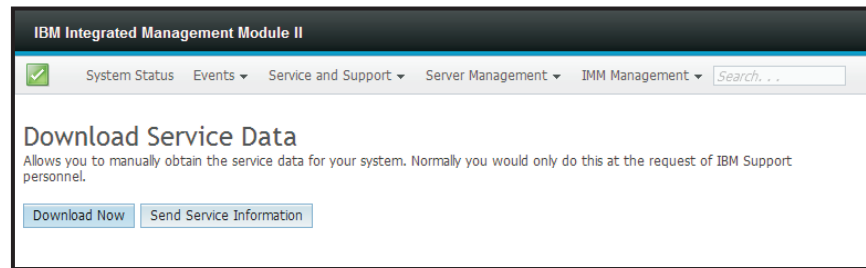 IBM Integrated Management Module II
System Status Events Service and Support Server Management IMM Management Search. . .
Download Service Data
Allows you to manually obtain the service data for your system. Normally you would only do this at the request of IBM Support
personnel.
Download Now Send Service Information